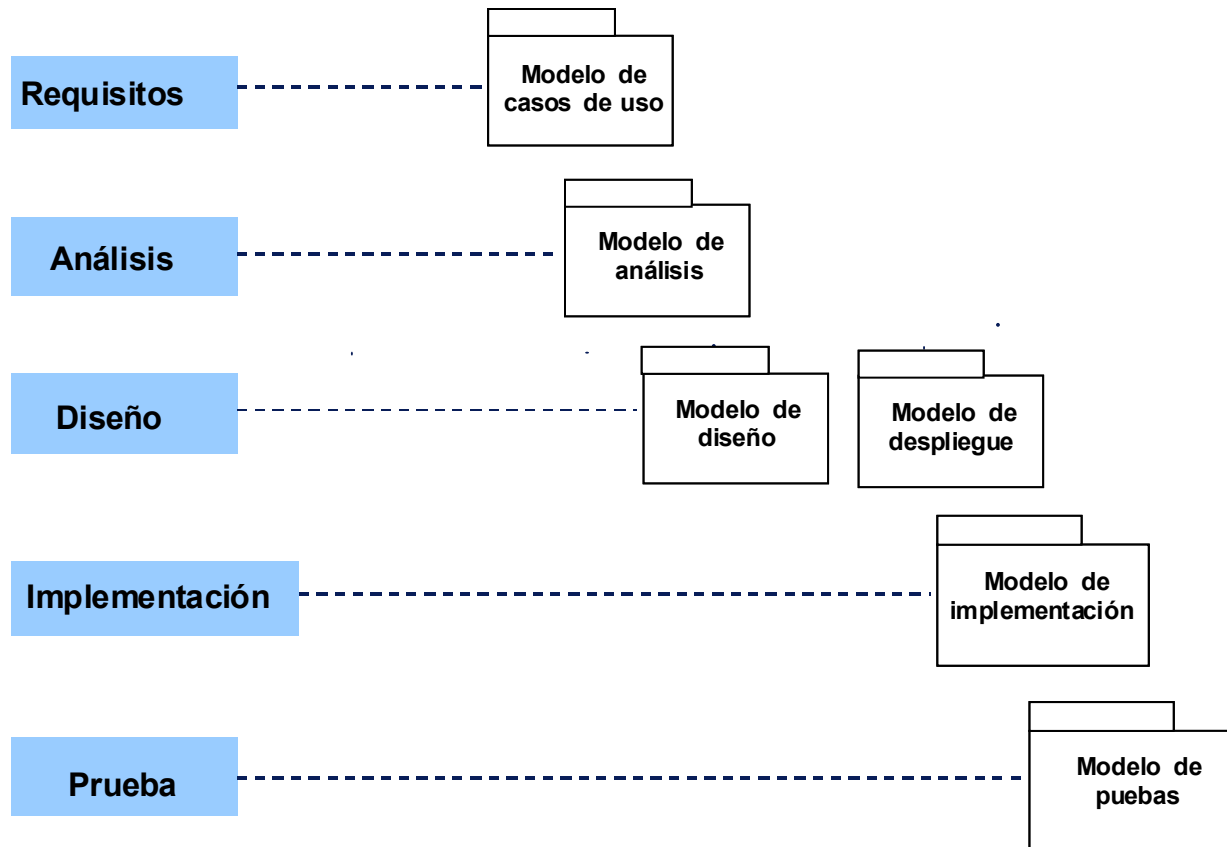 Requisitos
Modelo de
casos de uso
Análisis
Modelo de
análisis
Diseño
Modelo de
diseño
Modelo de
despliegue
Implementación
Modelo de
implementación
Prueba
Modelo de
puebas